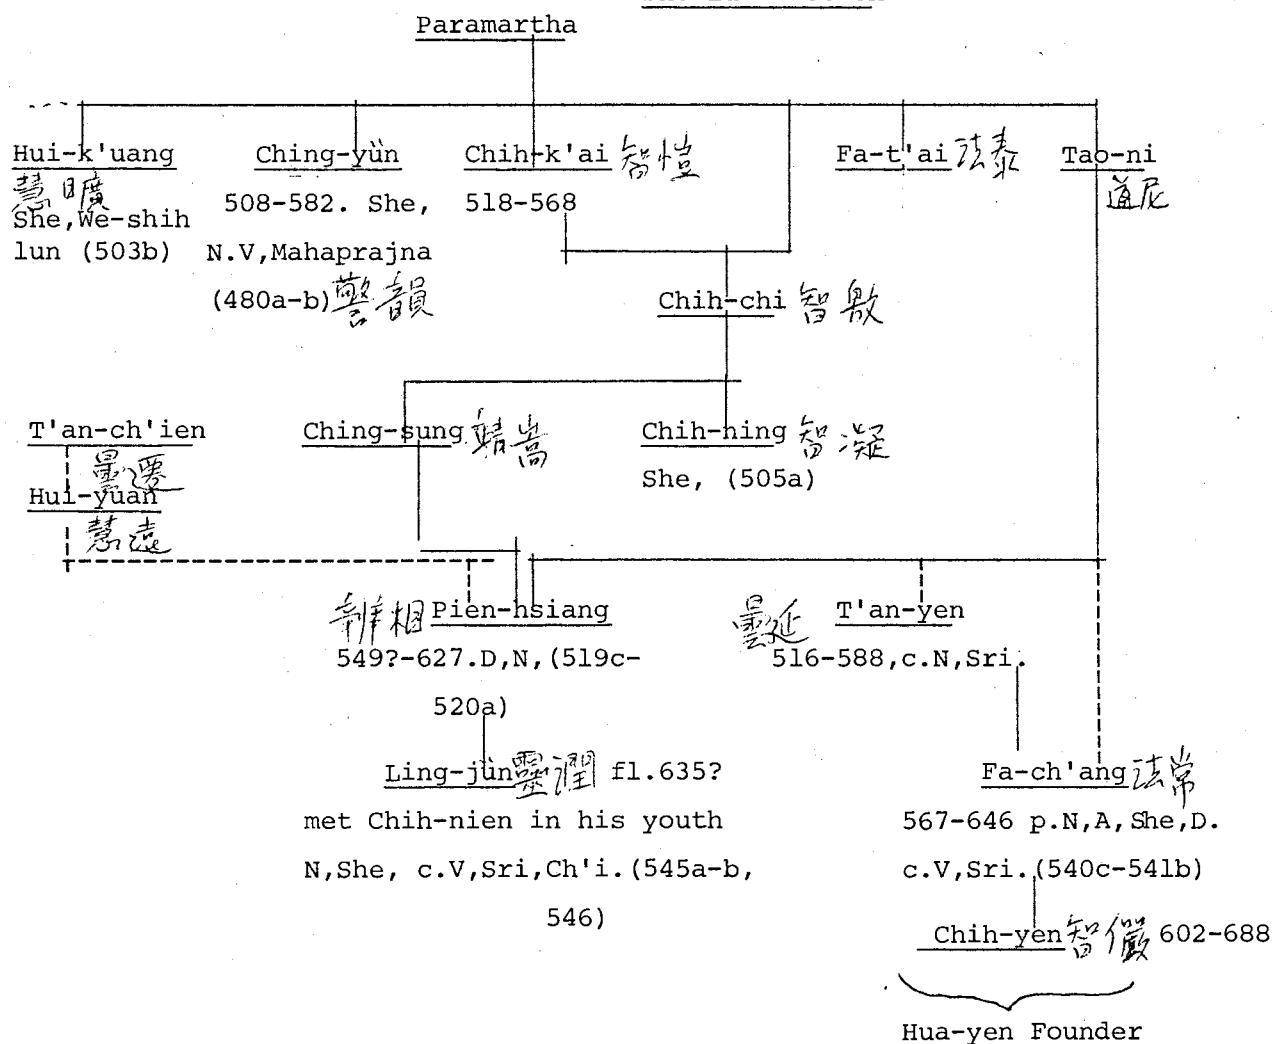 Paramartha
Hui-k'uang
慧曠
She,We-shih
lun (503b)
Ching-yün
508-582. She,
N.V,Mahaprajna
(480a-b) 警韻
Chih-k'ai 智愷
518-568
Fa-t'ai 法泰
Tao-ni
道尼
Chih-chi 智敫
T'an-ch'ien
曇遷
Hui-yuan
慧遠
Ching-sung 靖嵩
Chih-ning 智凝
She, (505a)
辨相 Pien-hsiang
549?-627.D,N,(519c-
520a)
曇延 T'an-yen
516-588,c.N,Sri.
Ling-jün 靈潤 fl.635?
met Chih-nien in his youth
N,She, c.V,Sri,Ch'i.(545a-b,
546)
Fa-ch'ang 法常
567-646 p.N,A,She,D.
c.V,Sri.(540c-541b)
Chih-yen 智儼 602-688
Hua-yen Founder